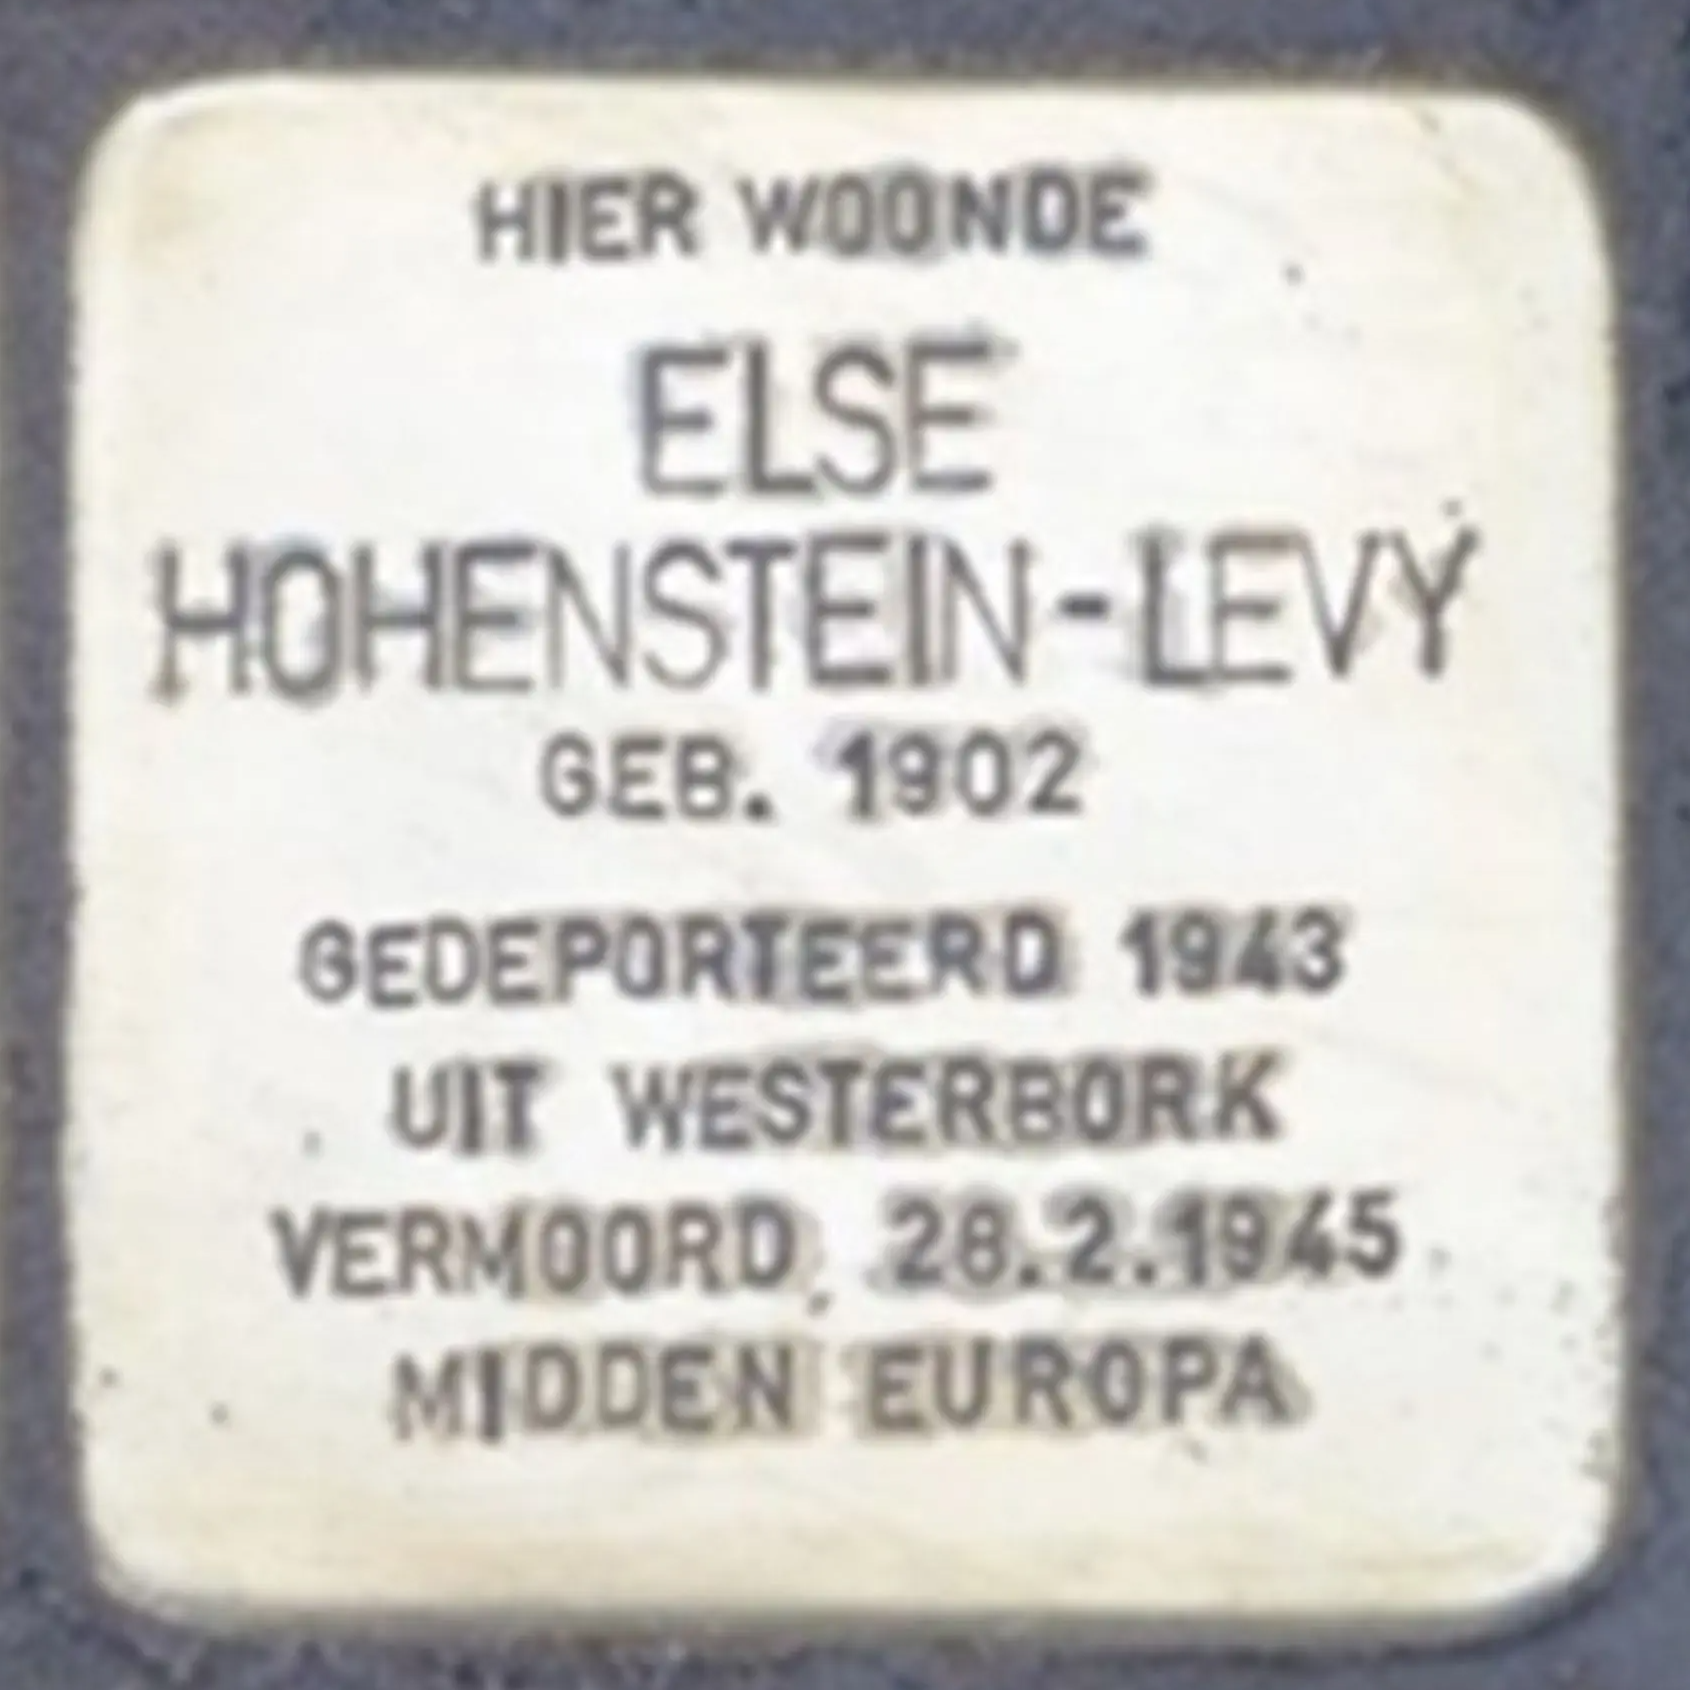 HIER WOONDE
ELSE
HOHENSTEIN-LEVY
GEB. 1902
GEDEPORTEERD 1943
UIT WESTERBORK
VERMOORD 28.2.1945
MIDDEN EUROPA